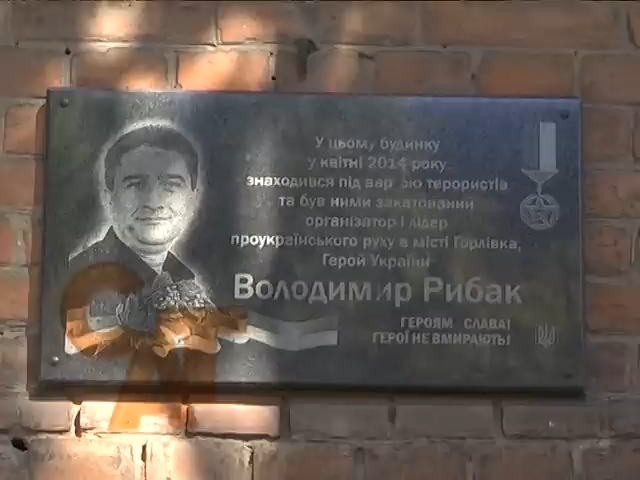 У цьому будинку
у квітні 2014 року
знаходився під вартою терористів
та був ними закатований
організатор і лідер
проукраїнського руху в місті Горлівка,
Герой України
Володимир Рибак
ГЕРОЯМ СЛАВА!
ГЕРОЇ НЕ ВМИРАЮТЬ!